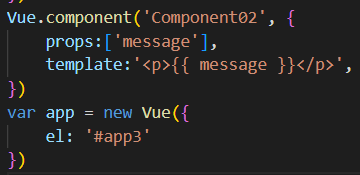 })
Vue.component('Component02', {
    props:['message'],
    template:'<p>{{ message }}</p>',
})
var app = new Vue({
    el: '#app3'
})